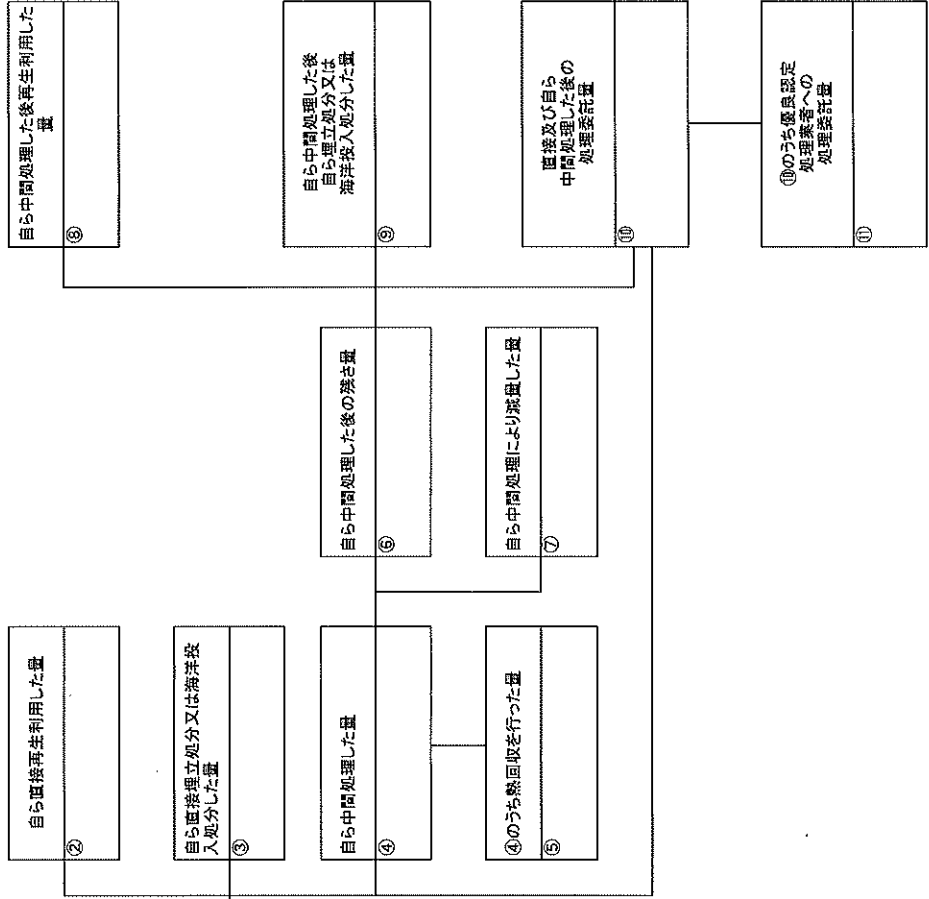 自ら直接再生利用した量
②
自ら直接埋立処分又は海洋投
入処分した量
③
自ら中間処理した量
④
④のうち熱回収を行った量
⑤
自ら中間処理した後の残さ量
⑥
自ら中間処理により減量した量
⑦
自ら中間処理した後再生利用した
量
⑧
自ら中間処理した後
自ら埋立処分又は
海洋投入処分した量
⑨
直接及び自ら
中間処理した後の
処理委託量
⑩
⑩のうち優良認定
処理業者への
処理委託量
⑪